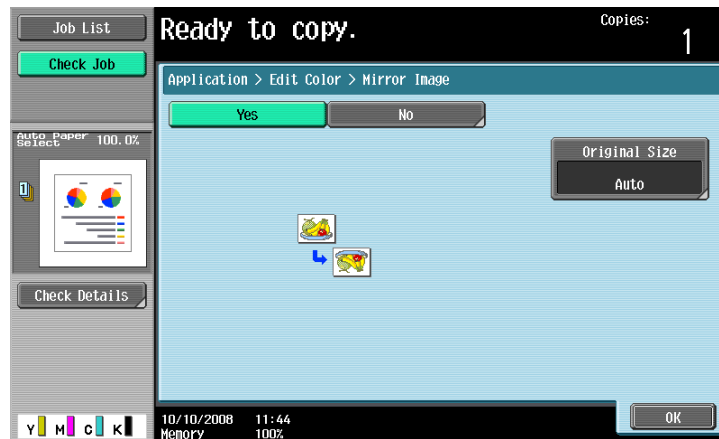 Job List
Ready to copy.
Copies:
1
Check Job
Application > Edit Color > Mirror Image
Yes
No
Auto Paper
Select
100.0%
Original Size
Auto
1
Check Details
Y M C K
10/10/2008 11:44
Memory 100%
OK